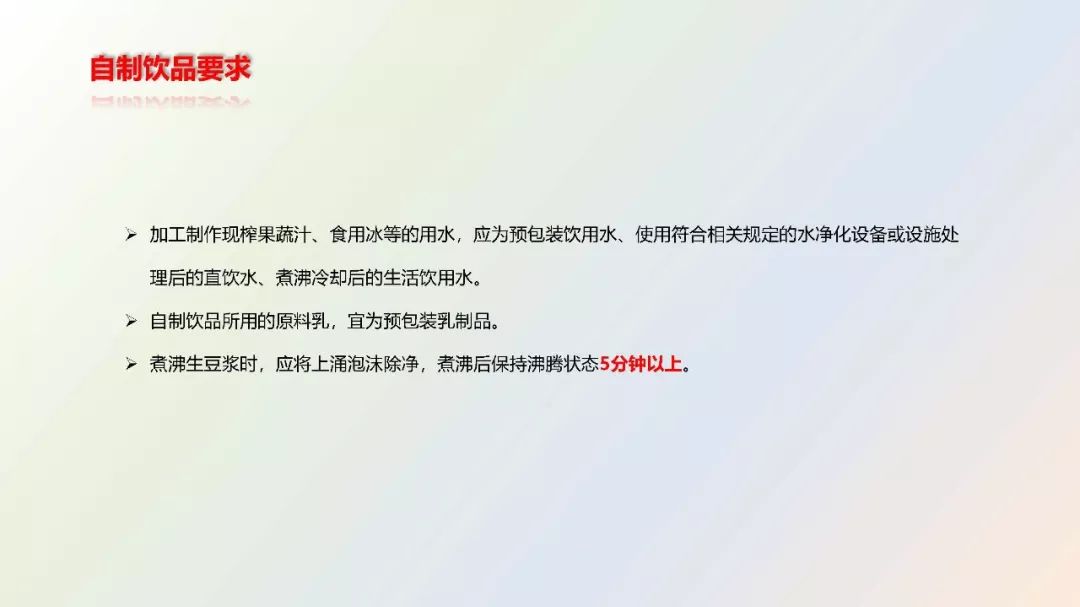 自制饮品要求
➢ 加工制作现榨果蔬汁、食用冰等的用水，应为预包装饮用水、使用符合相关规定的水净化设备或设施处
理后的直饮水、煮沸冷却后的生活饮用水。
➢ 自制饮品所用的原料乳，宜为预包装乳制品。
➢ 煮沸生豆浆时，应将上涌泡沫除净，煮沸后保持沸腾状态5分钟以上。